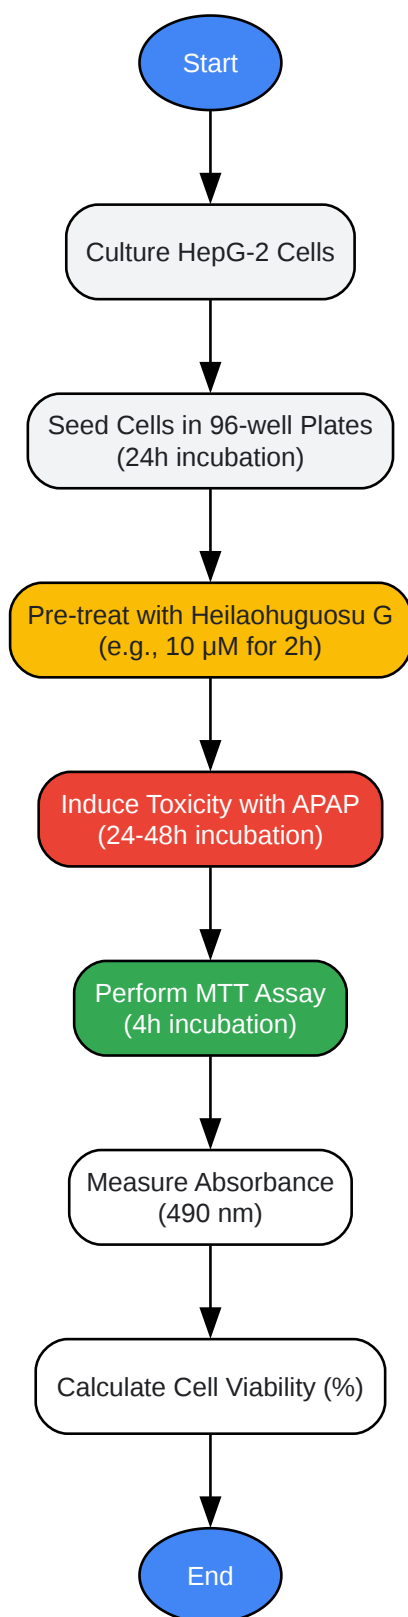 Start
Culture HepG-2 Cells
Seed Cells in 96-well Plates
(24h incubation)
Pre-treat with Heilaohuguosu G
(e.g., 10 μM for 2h)
Induce Toxicity with APAP
(24-48h incubation)
Perform MTT Assay
(4h incubation)
Measure Absorbance
(490 nm)
Calculate Cell Viability (%)
End